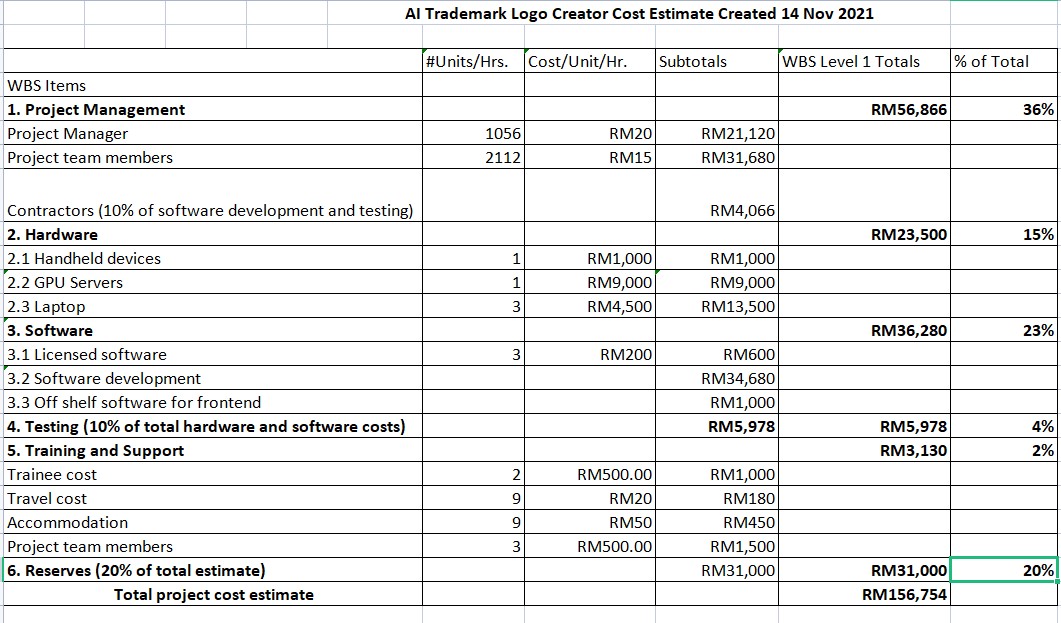 AI Trademark Logo Creator Cost Estimate Created 14 Nov 2021
#Units/Hrs. Cost/Unit/Hr. Subtotals WBS Level 1 Totals % of Total
WBS Items
1. Project Management RM56,866 36%
Project Manager 1056 RM20 RM21,120
Project team members 2112 RM15 RM31,680
Contractors (10% of software development and testing) RM4,066
2. Hardware RM23,500 15%
2.1 Handheld devices 1 RM1,000 RM1,000
2.2 GPU Servers 1 RM9,000 RM9,000
2.3 Laptop 3 RM4,500 RM13,500
3. Software RM36,280 23%
3.1 Licensed software 3 RM200 RM600
3.2 Software development RM34,680
3.3 Off shelf software for frontend RM1,000
4. Testing (10% of total hardware and software costs) RM5,978 RM5,978 4%
5. Training and Support RM3,130 2%
Trainee cost 2 RM500.00 RM1,000
Travel cost 9 RM20 RM180
Accommodation 9 RM50 RM450
Project team members 3 RM500.00 RM1,500
6. Reserves (20% of total estimate) RM31,000 RM31,000 20%
Total project cost estimate RM156,754